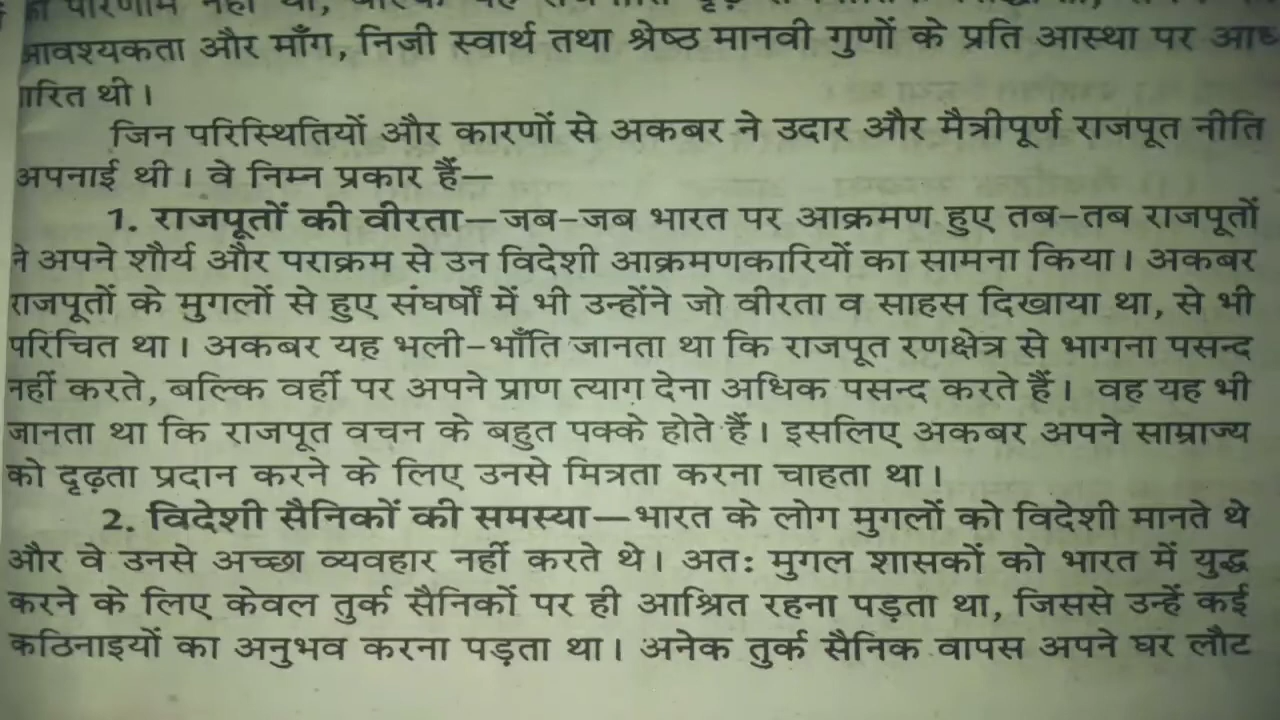 का परिणाम नहीं था, बल्कि यह
आवश्यकता और माँग, निजी स्वार्थ तथा श्रेष्ठ मानवी गुणों के प्रति आस्था पर आध
ारित थी।
जिन परिस्थितियों और कारणों से अकबर ने उदार और मैत्रीपूर्ण राजपूत नीति
अपनाई थी। वे निम्न प्रकार हैं—
1. राजपूतों की वीरता—जब-जब भारत पर आक्रमण हुए तब-तब राजपूतों
ने अपने शौर्य और पराक्रम से उन विदेशी आक्रमणकारियों का सामना किया। अकबर
राजपूतों के मुगलों से हुए संघर्षों में भी उन्होंने जो वीरता व साहस दिखाया था, से भी
परिचित था। अकबर यह भली-भाँति जानता था कि राजपूत रणक्षेत्र से भागना पसन्द
नहीं करते, बल्कि वहीं पर अपने प्राण त्याग देना अधिक पसन्द करते हैं। वह यह भी
जानता था कि राजपूत वचन के बहुत पक्के होते हैं। इसलिए अकबर अपने साम्राज्य
को दृढ़ता प्रदान करने के लिए उनसे मित्रता करना चाहता था।
2. विदेशी सैनिकों की समस्या—भारत के लोग मुगलों को विदेशी मानते थे
और वे उनसे अच्छा व्यवहार नहीं करते थे। अतः मुगल शासकों को भारत में युद्ध
करने के लिए केवल तुर्क सैनिकों पर ही आश्रित रहना पड़ता था, जिससे उन्हें कई
कठिनाइयों का अनुभव करना पड़ता था। अनेक तुर्क सैनिक वापस अपने घर लौट